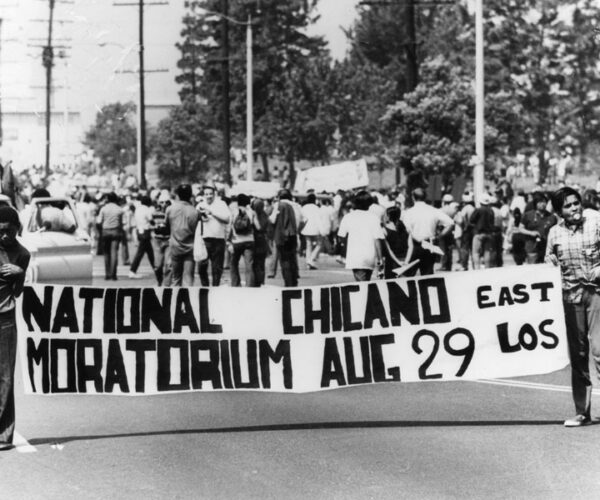 NATIONAL CHICANO EAST
MORATORIUM AUG 29 LOS